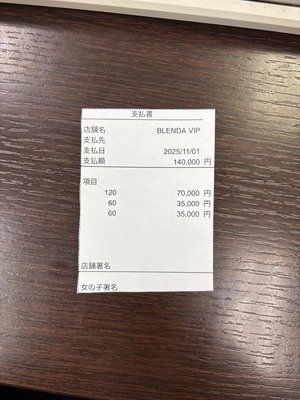 支払書
店舗名 BLENDA VIP
支払先
支払日 2025/11/01
支払額 140,000 円
項目
120 70,000 円
60 35,000 円
60 35,000 円
店舗署名
女の子署名